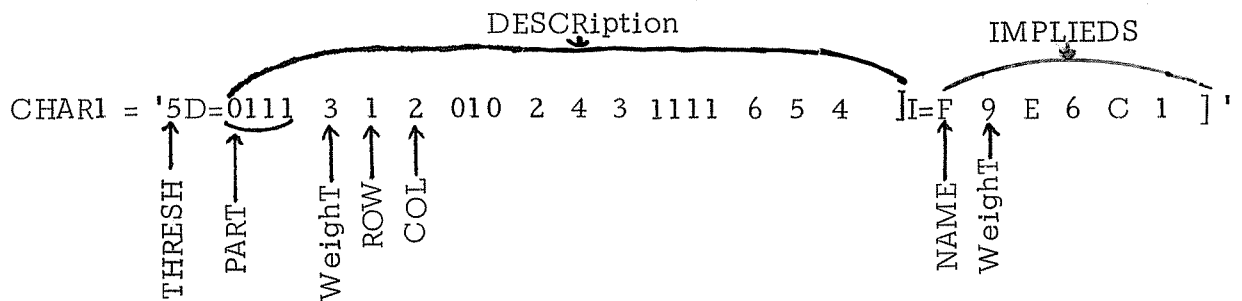 DESCRiption
IMPLIEDS
CHAR1 = '5D=0111 3 1 2 010 2 4 3 1111 6 5 4 ]I=F 9 E 6 C 1 ]'
THRESH
PART
WeighT
ROW
COL
NAME
WeighT